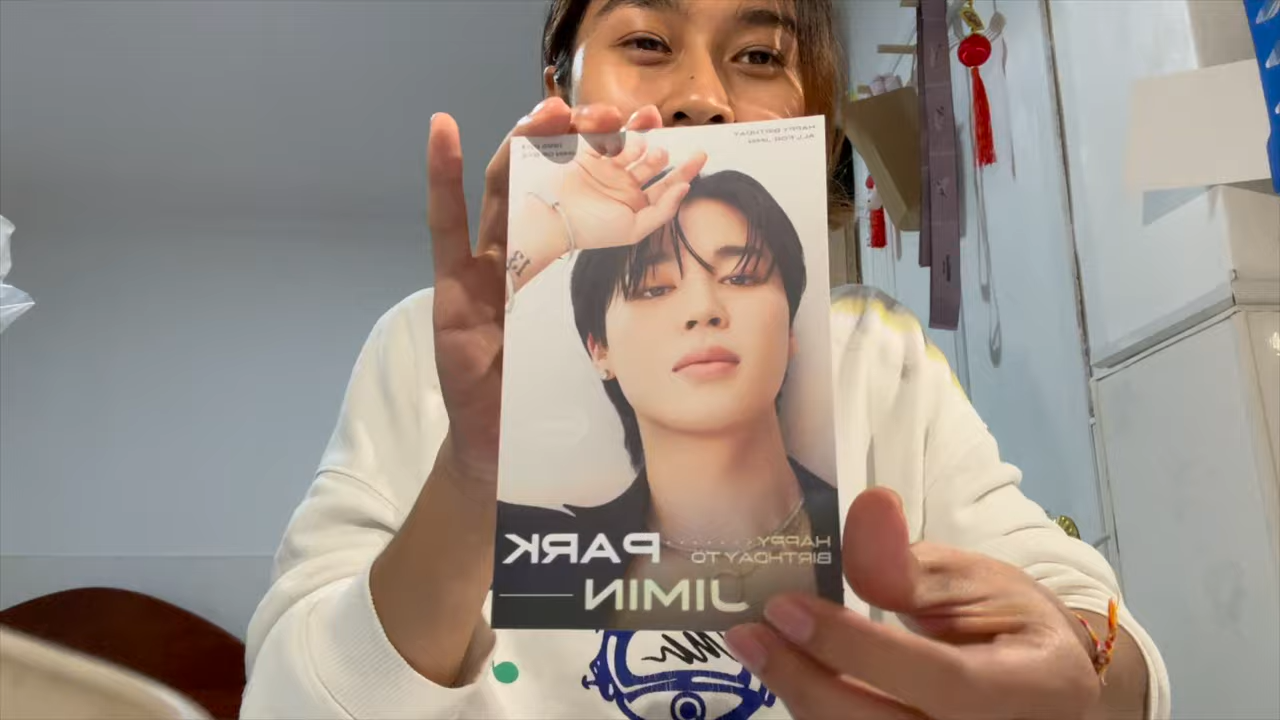 HAPPY BIRTHDAY
ALL FOR JIMIN
HAPPY
BIRTHDAY TO
PARK
JIMIN